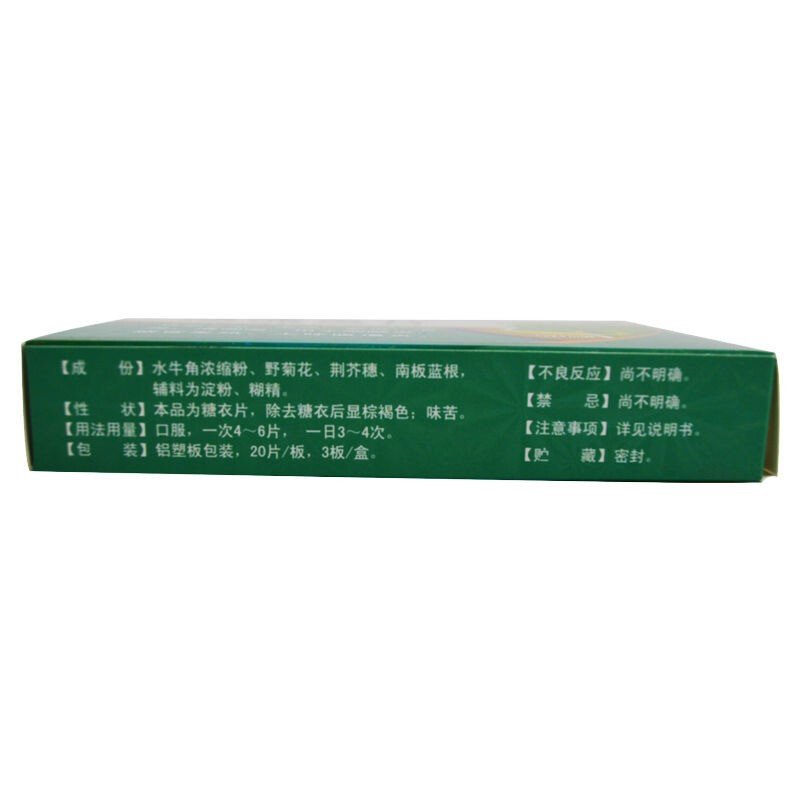 【成 份】水牛角浓缩粉、野菊花、荆芥穗、南板蓝根，
辅料为淀粉、糊精。
【性 状】本品为糖衣片，除去糖衣后显棕褐色；味苦。
【用法用量】口服，一次4～6片， 一日3～4次。
【包 装】铝塑板包装，20片/板，3板/盒。
【不良反应】尚不明确。
【禁 忌】尚不明确。
【注意事项】详见说明书。
【贮 藏】密封。